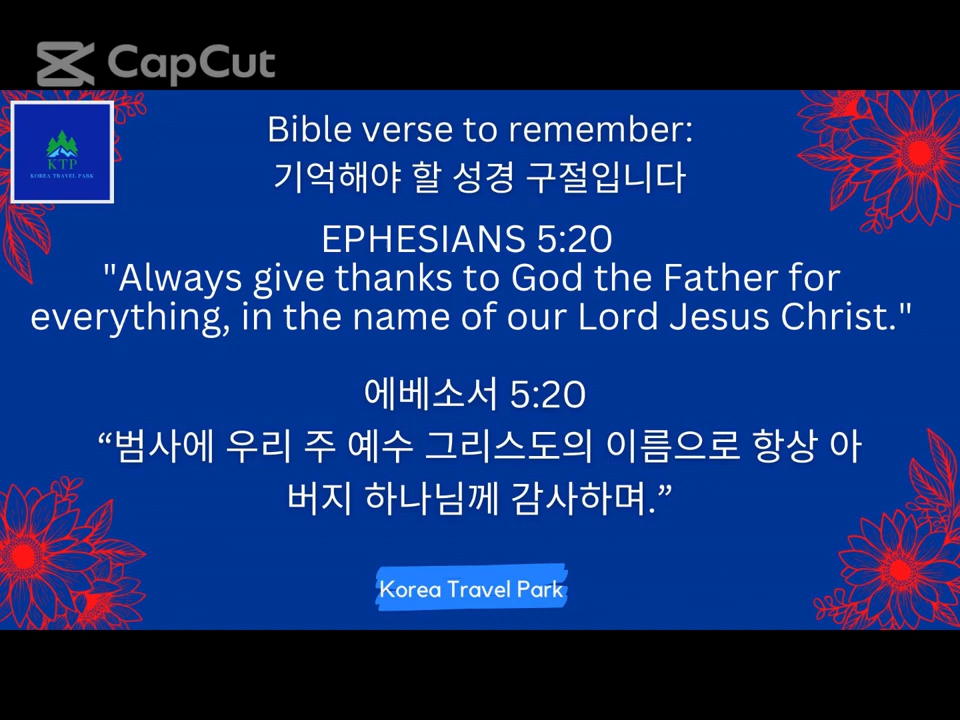 CapCut
KTP
KOREA TRAVEL PARK
Bible verse to remember:
기억해야 할 성경 구절입니다
EPHESIANS 5:20
"Always give thanks to God the Father for
everything, in the name of our Lord Jesus Christ."
에베소서 5:20
“범사에 우리 주 예수 그리스도의 이름으로 항상 아
버지 하나님께 감사하며.”
Korea Travel Park